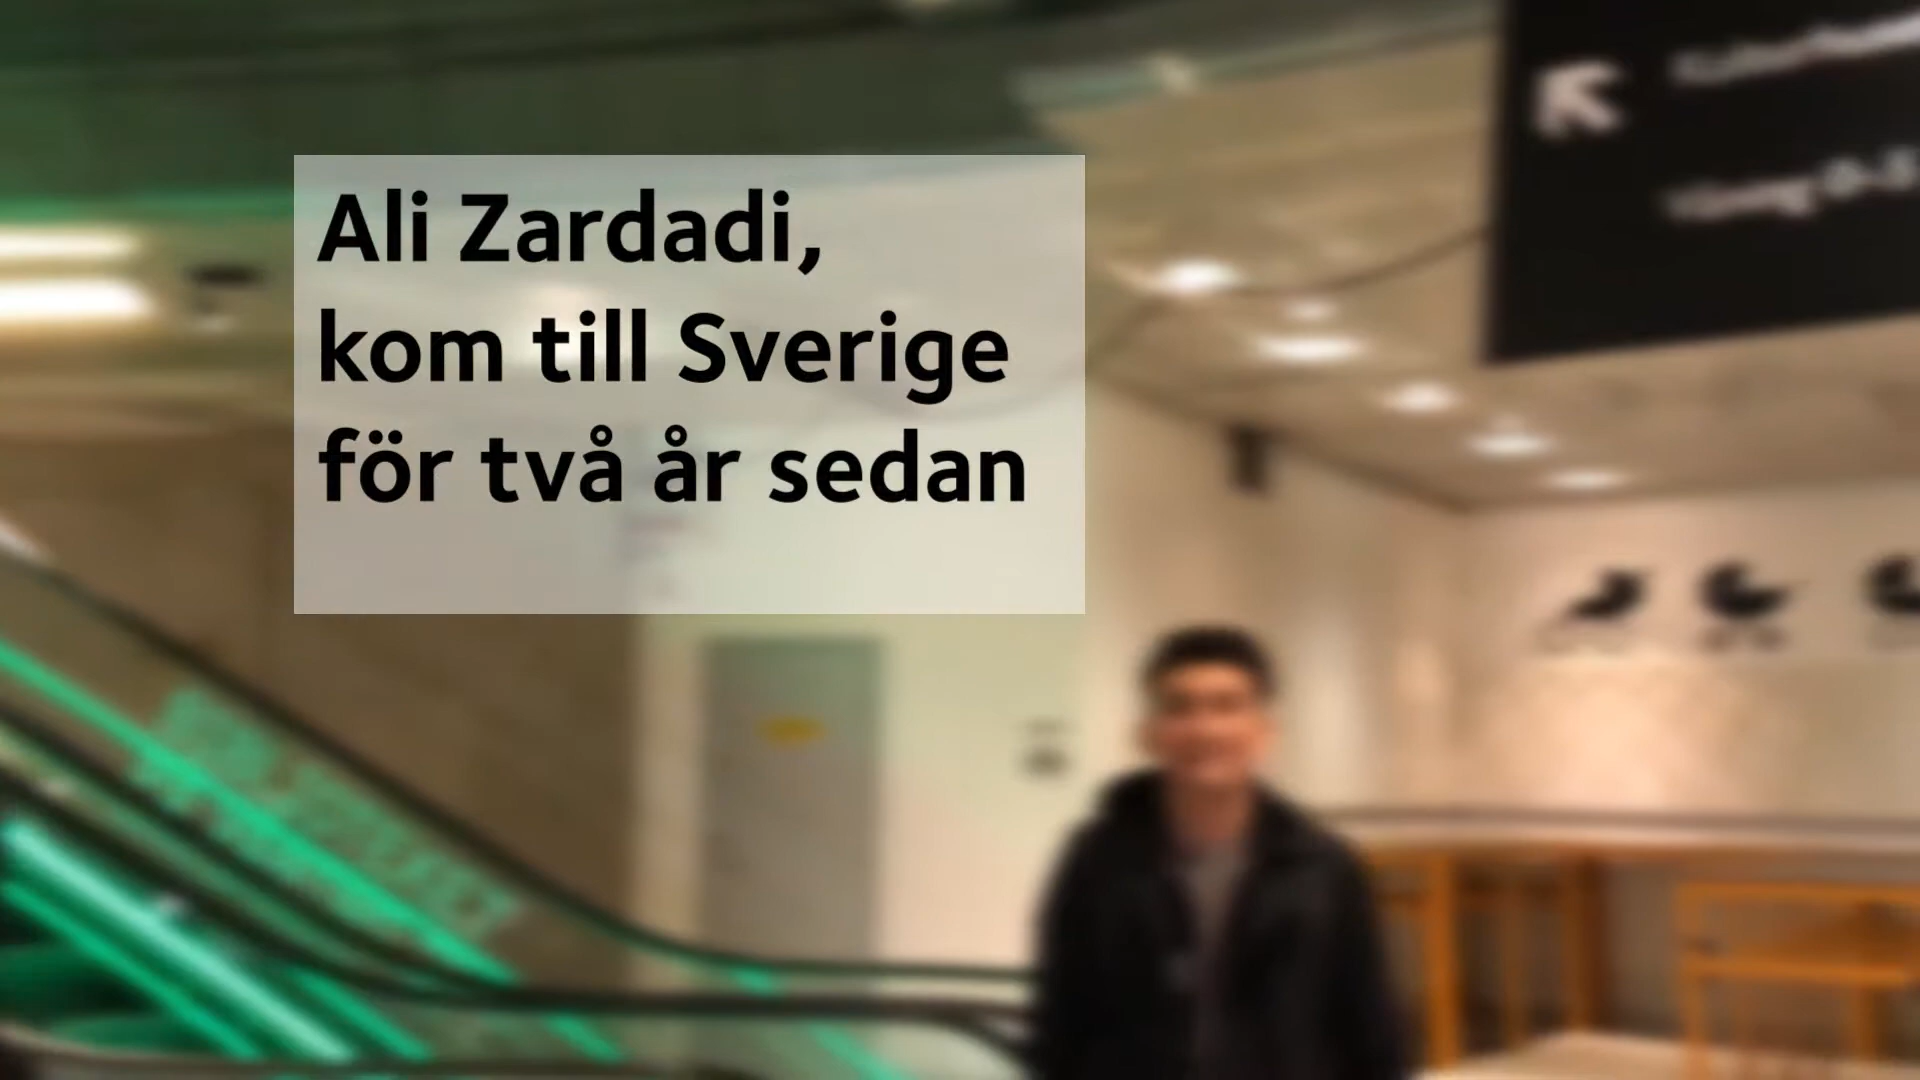 Ali Zardadi,
kom till Sverige
för två år sedan